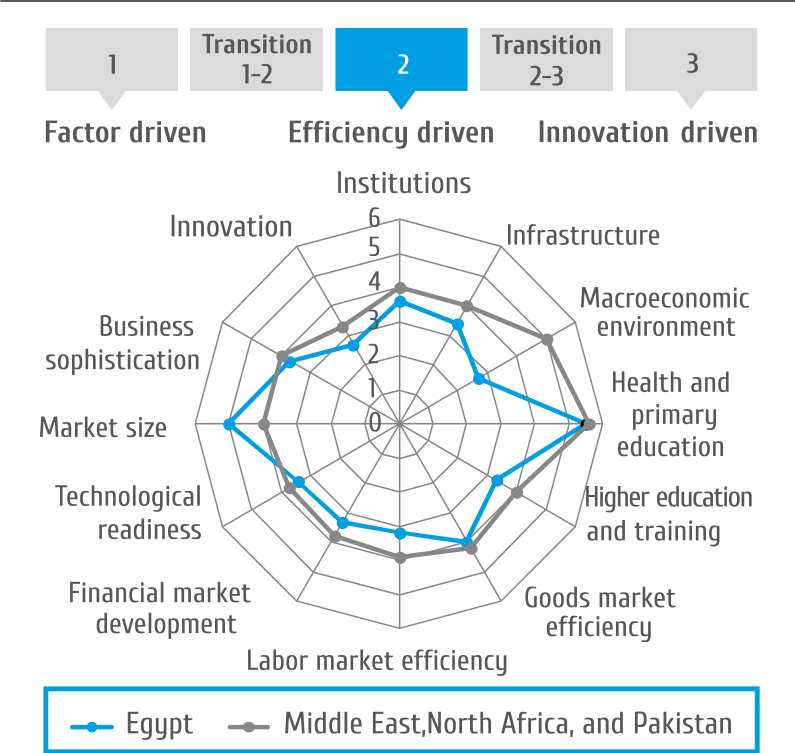 1
Transition
1-2
2
Transition
2-3
3
Factor driven
Efficiency driven
Innovation driven
Institutions
Innovation
Infrastructure
6
5
4
3
2
1
0
Macroeconomic
environment
Business
sophistication
Health and
primary
education
Market size
Technological
readiness
Higher education
and training
Financial market
development
Goods market
efficiency
Labor market efficiency
Egypt
Middle East,North Africa, and Pakistan